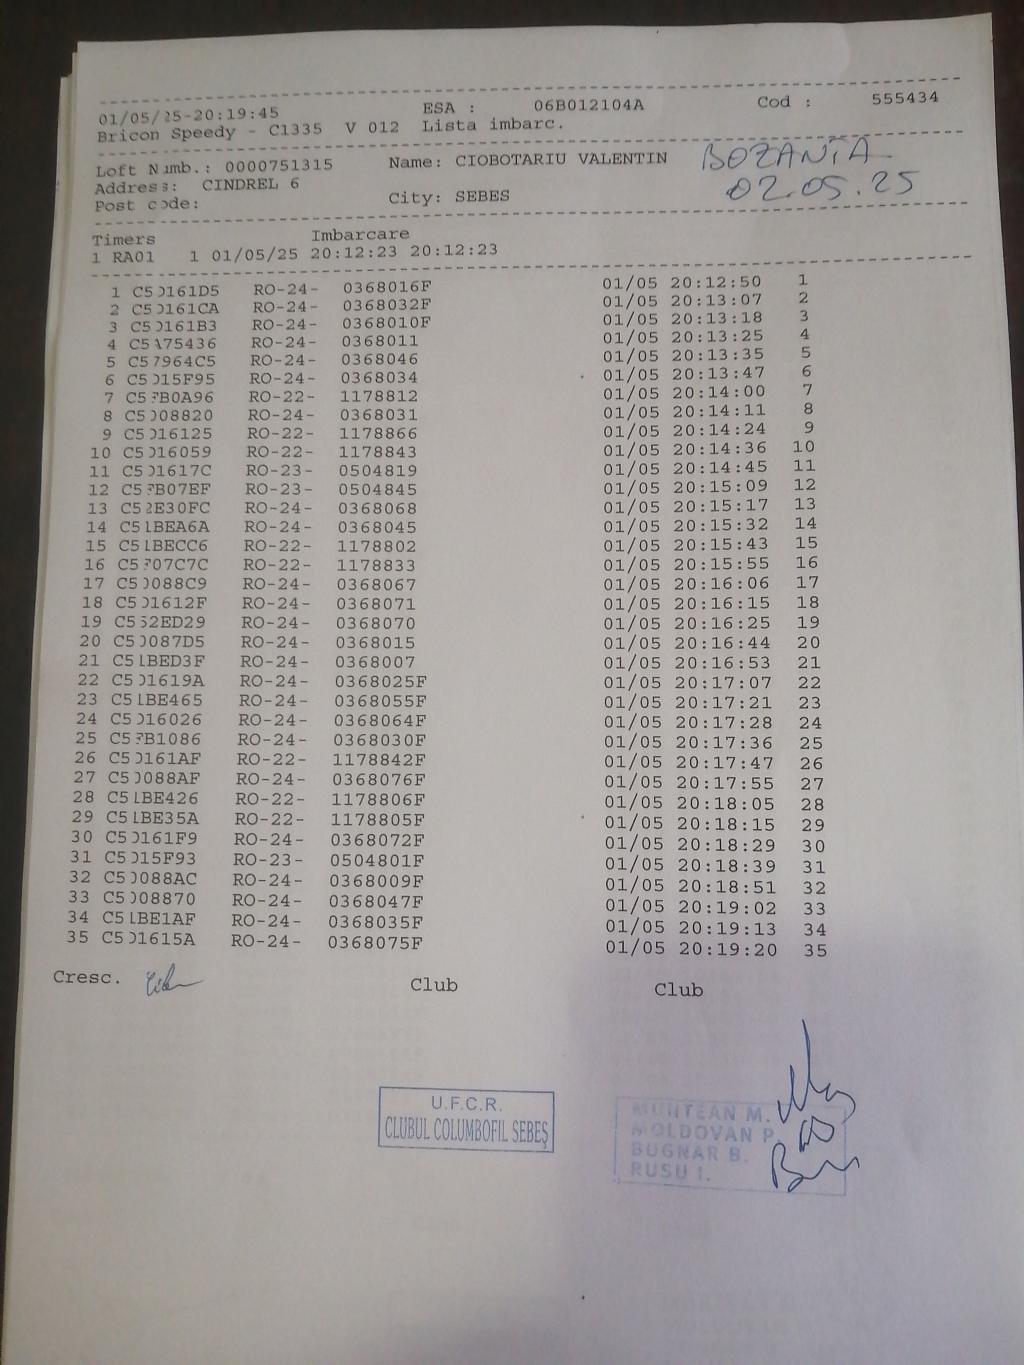 01/05/25-20:19:45 ESA : 06B012104A Cod : 555434
Bricon Speedy - C1335 V 012 Lista imbarc.
Loft Numb.: 0000751315 Name: CIOBOTARIU VALENTIN BOZANTA
Address: CINDREL 6 02.05.25
Post code: City: SEBES
Timers Imbarcare
1 RA01 1 01/05/25 20:12:23 20:12:23
1 C50161D5 RO-24- 0368016F 01/05 20:12:50 1
2 C50161CA RO-24- 0368032F 01/05 20:13:07 2
3 C50161B3 RO-24- 0368010F 01/05 20:13:18 3
4 C5A75436 RO-24- 0368011 01/05 20:13:25 4
5 C57964C5 RO-24- 0368046 01/05 20:13:35 5
6 C5015F95 RO-24- 0368034 01/05 20:13:47 6
7 C5FB0A96 RO-22- 1178812 01/05 20:14:00 7
8 C5008820 RO-24- 0368031 01/05 20:14:11 8
9 C5016125 RO-22- 1178866 01/05 20:14:24 9
10 C5016059 RO-22- 1178843 01/05 20:14:36 10
11 C501617C RO-23- 0504819 01/05 20:14:45 11
12 C5FB07EF RO-23- 0504845 01/05 20:15:09 12
13 C52E30FC RO-24- 0368068 01/05 20:15:17 13
14 C51BEA6A RO-24- 0368045 01/05 20:15:32 14
15 C51BECC6 RO-22- 1178802 01/05 20:15:43 15
16 C5F07C7C RO-22- 1178833 01/05 20:15:55 16
17 C50088C9 RO-24- 0368067 01/05 20:16:06 17
18 C501612F RO-24- 0368071 01/05 20:16:15 18
19 C552ED29 RO-24- 0368070 01/05 20:16:25 19
20 C50087D5 RO-24- 0368015 01/05 20:16:44 20
21 C51BED3F RO-24- 0368007 01/05 20:16:53 21
22 C501619A RO-24- 0368025F 01/05 20:17:07 22
23 C51BE465 RO-24- 0368055F 01/05 20:17:21 23
24 C5016026 RO-24- 0368064F 01/05 20:17:28 24
25 C5FB1086 RO-24- 0368030F 01/05 20:17:36 25
26 C50161AF RO-22- 1178842F 01/05 20:17:47 26
27 C50088AF RO-24- 0368076F 01/05 20:17:55 27
28 C51BE426 RO-22- 1178806F 01/05 20:18:05 28
29 C51BE35A RO-22- 1178805F 01/05 20:18:15 29
30 C50161F9 RO-24- 0368072F 01/05 20:18:29 30
31 C5015F93 RO-23- 0504801F 01/05 20:18:39 31
32 C50088AC RO-24- 0368009F 01/05 20:18:51 32
33 C5008870 RO-24- 0368047F 01/05 20:19:02 33
34 C51BE1AF RO-24- 0368035F 01/05 20:19:13 34
35 C501615A RO-24- 0368075F 01/05 20:19:20 35
Cresc. Club Club
U.F.C.R.
CLUBUL COLUMBOFIL SEBEȘ
MUNTEAN M.
MOLDOVAN P.
BUGNAR B.
RUSU I.